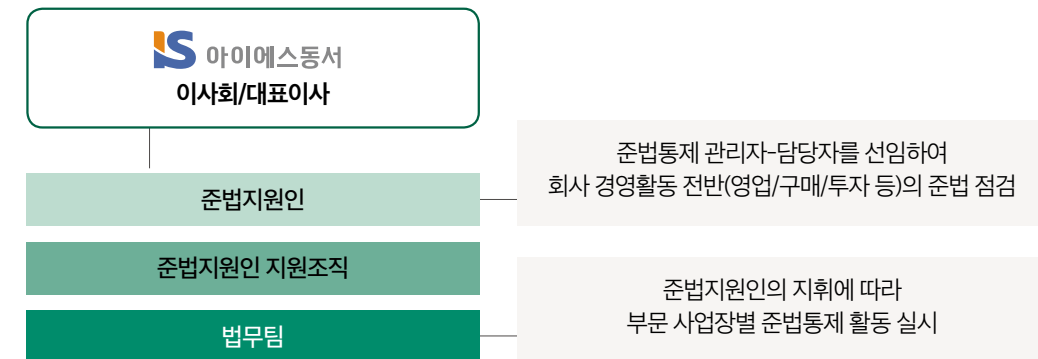 IS 아이에스동서
이사회/대표이사
준법통제 관리자-담당자를 선임하여
회사 경영활동 전반(영업/구매/투자 등)의 준법 점검
준법지원인
준법지원인 지원조직
준법지원인의 지휘에 따라
부문 사업장별 준법통제 활동 실시
법무팀